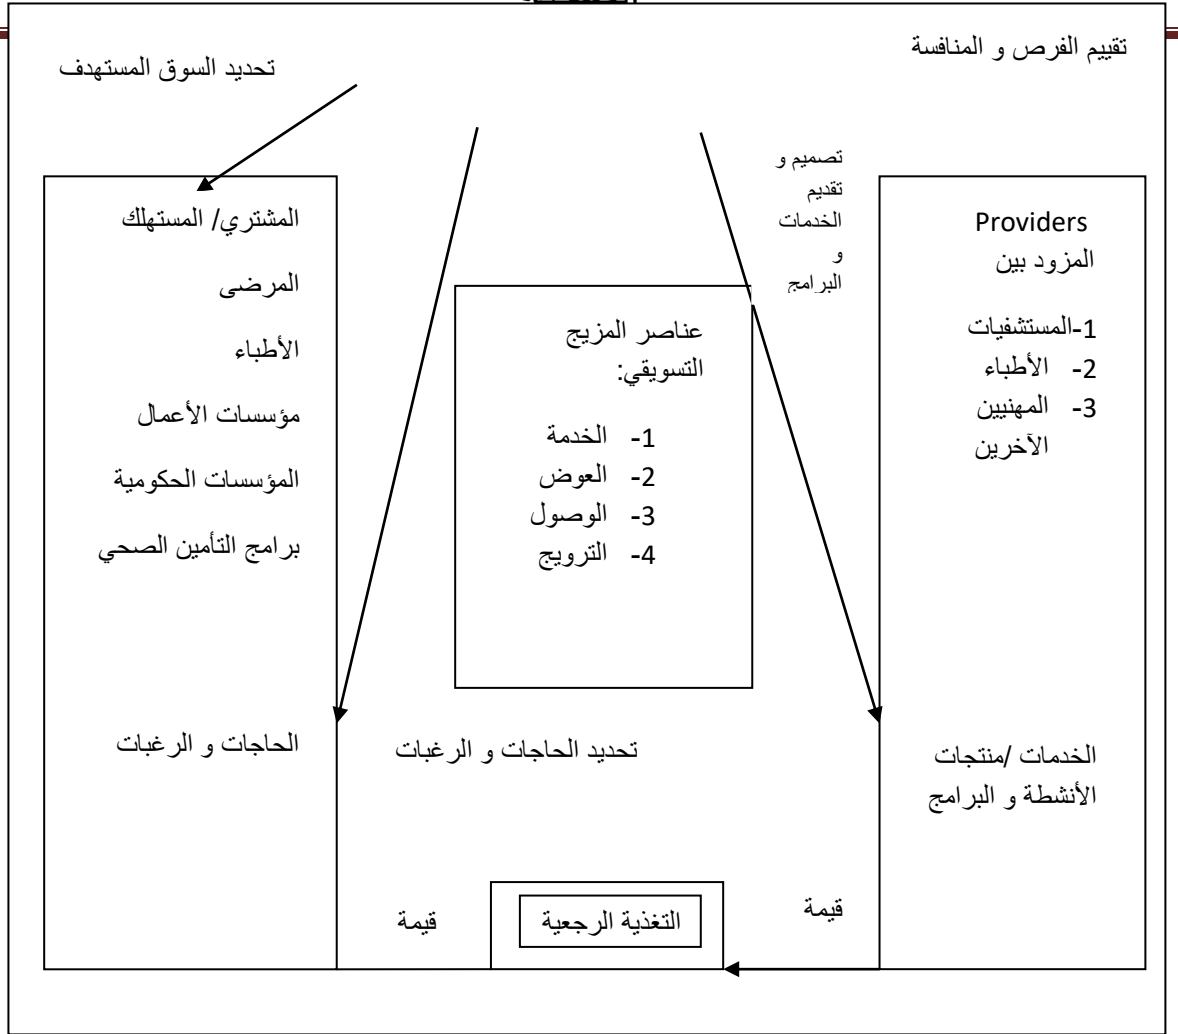 تقييم الفرص و المنافسة
تحديد السوق المستهدف
تصميم و
تقديم
الخدمات
و
البرامج
Providers
المزود بين
1-المستشفيات
2- الأطباء
3- المهنيين
الآخرين
الخدمات /منتجات
الأنشطة و البرامج
عناصر المزيج
التسويقي:
1- الخدمة
2- العوض
3- الوصول
4- الترويج
المشتري/ المستهلك
المرضى
الأطباء
مؤسسات الأعمال
المؤسسات الحكومية
برامج التأمين الصحي
الحاجات و الرغبات
تحديد الحاجات و الرغبات
قيمة
التغذية الرجعية
قيمة